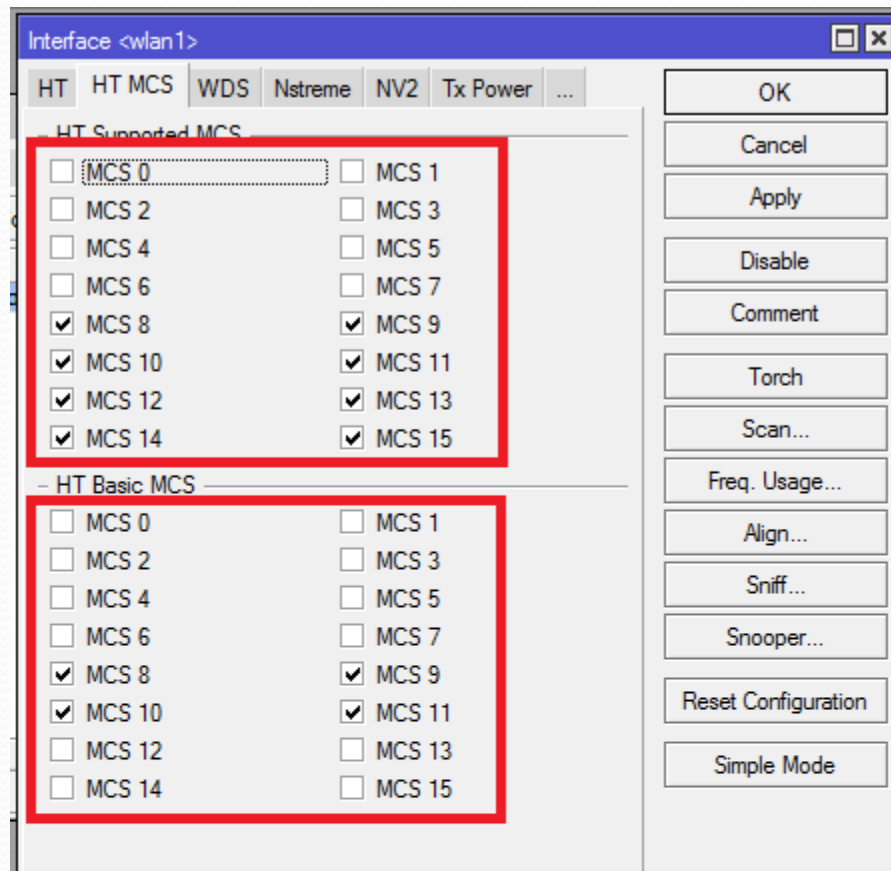 Interface <wlan1>
HT HT MCS WDS Nstreme NV2 Tx Power ...
HT Supported MCS
MCS 0 MCS 1
MCS 2 MCS 3
MCS 4 MCS 5
MCS 6 MCS 7
MCS 8 MCS 9
MCS 10 MCS 11
MCS 12 MCS 13
MCS 14 MCS 15
HT Basic MCS
MCS 0 MCS 1
MCS 2 MCS 3
MCS 4 MCS 5
MCS 6 MCS 7
MCS 8 MCS 9
MCS 10 MCS 11
MCS 12 MCS 13
MCS 14 MCS 15
OK
Cancel
Apply
Disable
Comment
Torch
Scan...
Freq. Usage...
Align...
Sniff...
Snooper...
Reset Configuration
Simple Mode